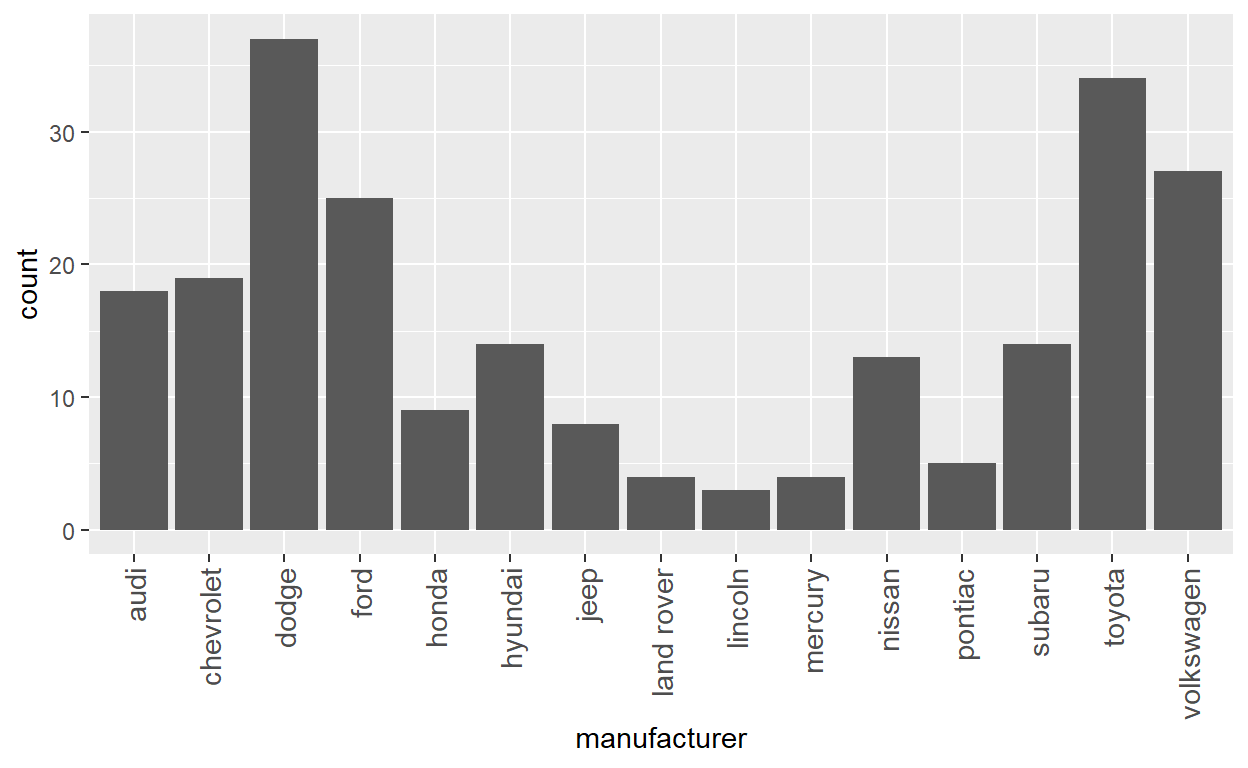 count
30
20
10
0
audi
chevrolet
dodge
ford
honda
hyundai
jeep
land rover
lincoln
mercury
nissan
pontiac
subaru
toyota
volkswagen
manufacturer